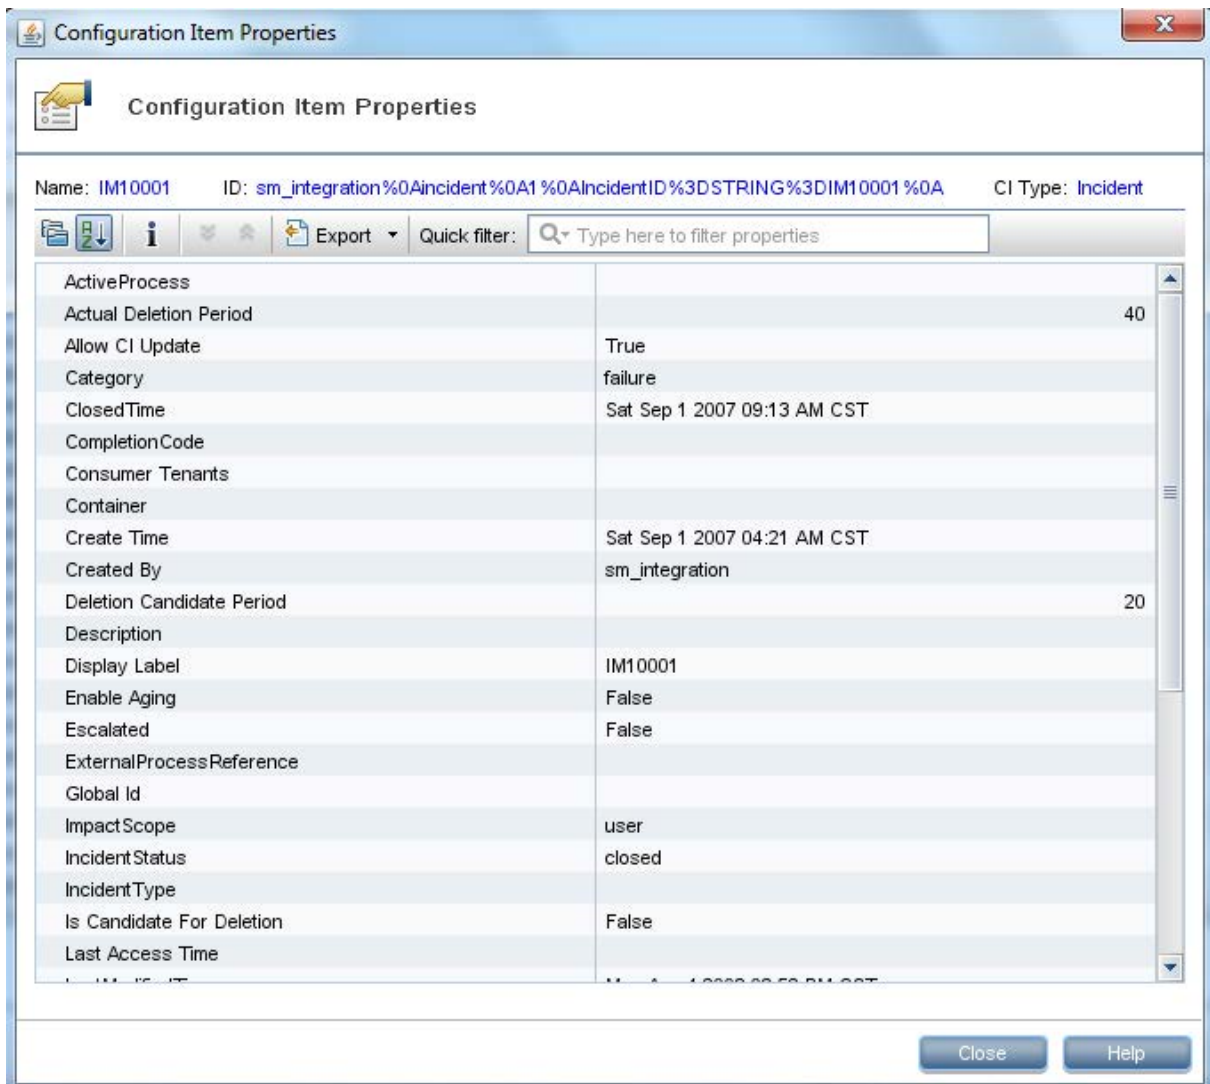 Configuration Item Properties
Configuration Item Properties
Name: IM10001 ID: sm_integration%0Aincident%0A1%0AIncidentID%3DSTRING%3DIM10001%0A CI Type: Incident
Export Quick filter: Type here to filter properties
ActiveProcess
Actual Deletion Period 40
Allow CI Update True
Category failure
ClosedTime Sat Sep 1 2007 09:13 AM CST
CompletionCode
Consumer Tenants
Container
Create Time Sat Sep 1 2007 04:21 AM CST
Created By sm_integration
Deletion Candidate Period 20
Description
Display Label IM10001
Enable Aging False
Escalated False
ExternalProcessReference
Global Id
ImpactScope user
IncidentStatus closed
IncidentType
Is Candidate For Deletion False
Last Access Time
Close Help